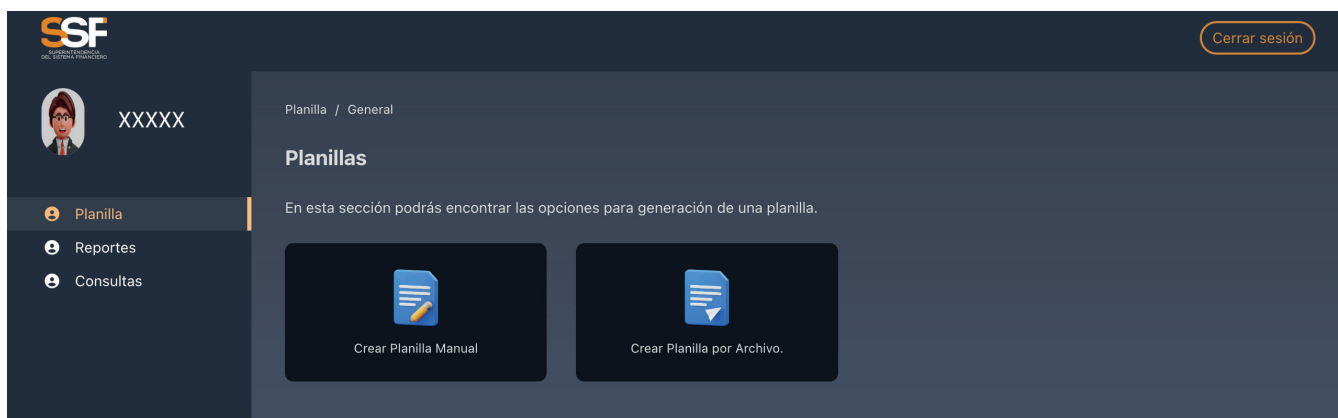 SSF
SUPERINTENDENCIA
DEL SISTEMA FINANCIERO
Cerrar sesión
XXXXX
Planilla
Reportes
Consultas
Planilla / General
Planillas
En esta sección podrás encontrar las opciones para generación de una planilla.
Crear Planilla Manual
Crear Planilla por Archivo.